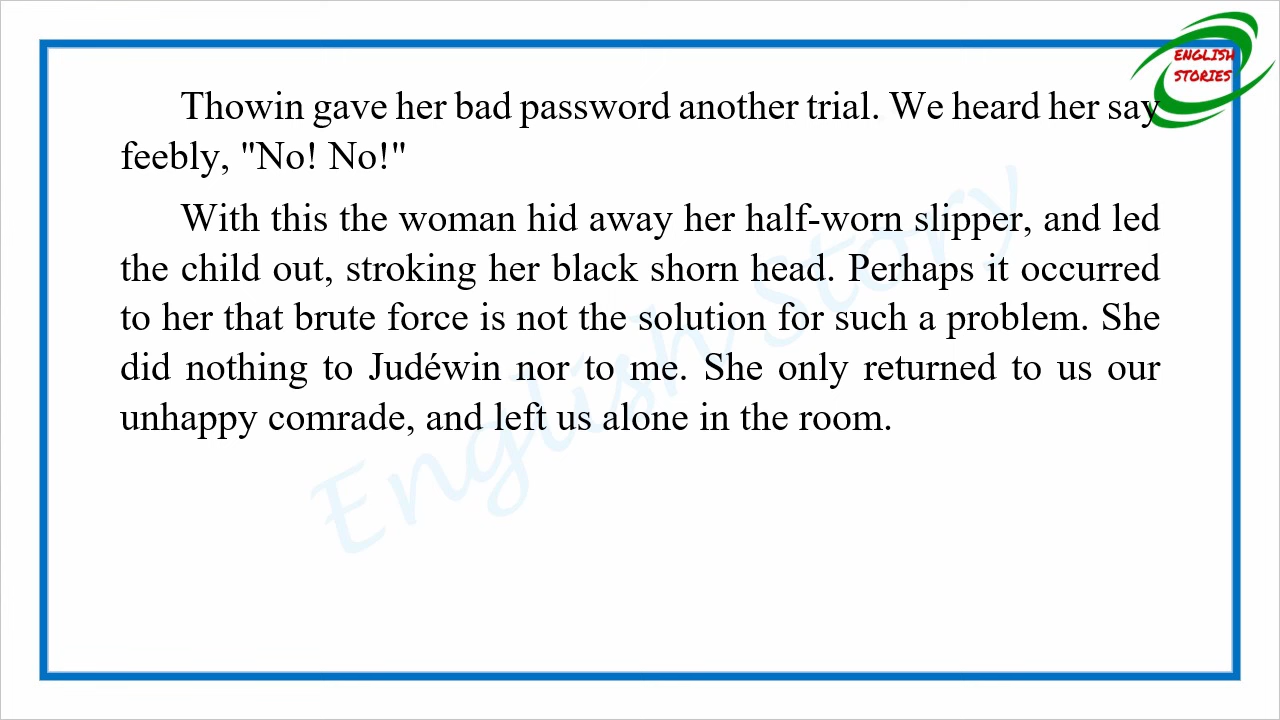 ENGLISH
STORIES
Thowin gave her bad password another trial. We heard her say
feebly, "No! No!"
With this the woman hid away her half-worn slipper, and led
the child out, stroking her black shorn head. Perhaps it occurred
to her that brute force is not the solution for such a problem. She
did nothing to Judéwin nor to me. She only returned to us our
unhappy comrade, and left us alone in the room.
English Story